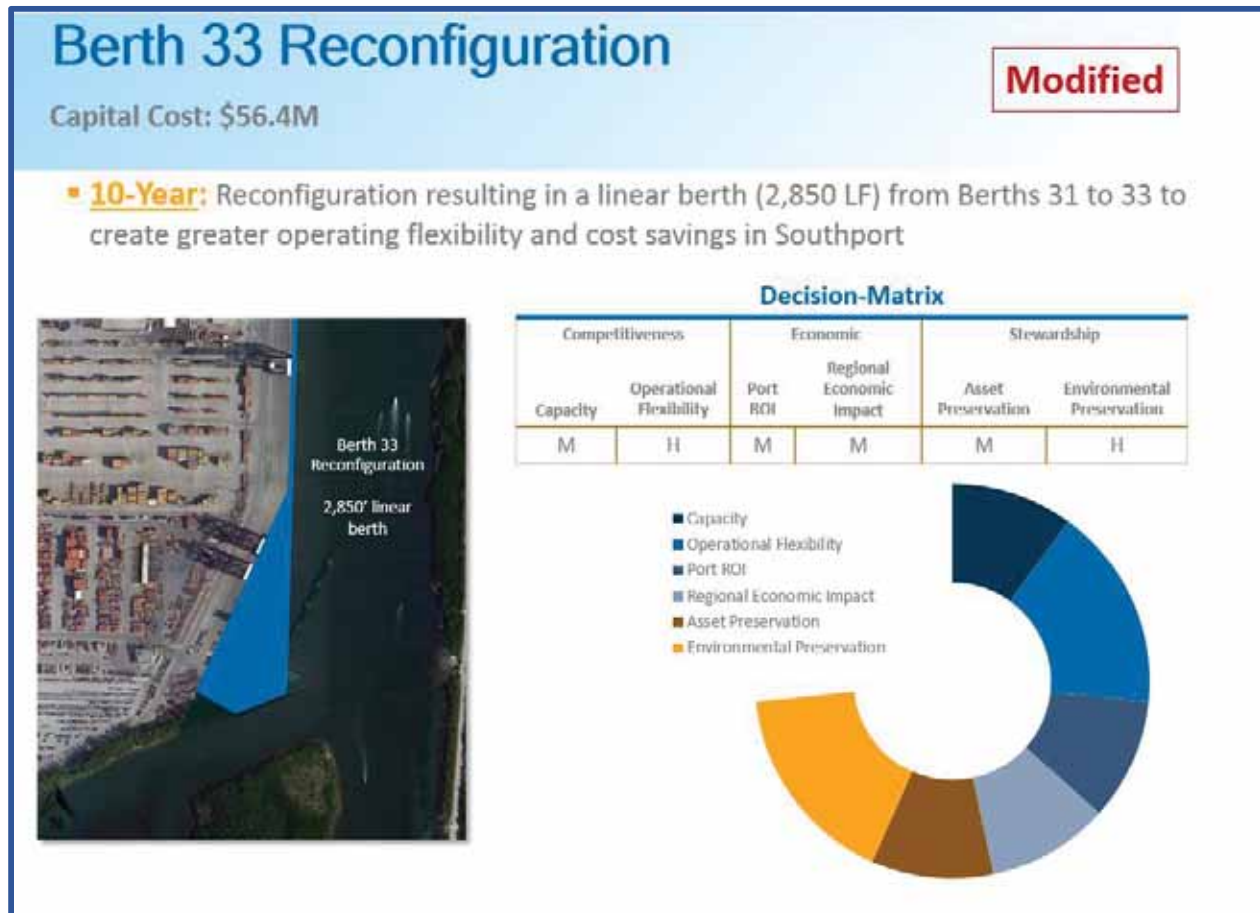 Berth 33 Reconfiguration
Modified
Capital Cost: $56.4M
▪ 10-Year: Reconfiguration resulting in a linear berth (2,850 LF) from Berths 31 to 33 to
create greater operating flexibility and cost savings in Southport
Berth 33
Reconfiguration
2,850' linear
berth
Decision-Matrix
Competitiveness Economic Stewardship
Capacity Operational Flexibility Port ROI Regional Economic Impact Asset Preservation Environmental Preservation
M H M M M H
Capacity
Operational Flexibility
Port ROI
Regional Economic Impact
Asset Preservation
Environmental Preservation